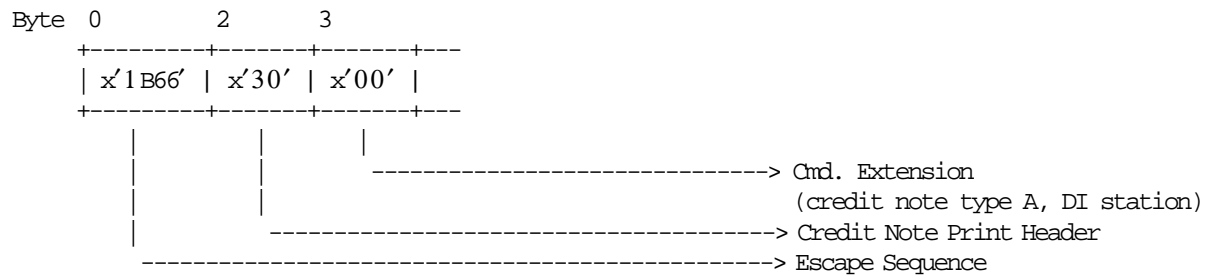 Byte 0 2 3
+---------+-------+-------+---
| x′1B66′ | x′30′ | x′00′ |
+---------+-------+-------+---
| | |
| | -------------------------------> Cmd. Extension
| | (credit note type A, DI station)
| ---------------------------------------> Credit Note Print Header
-------------------------------------------------> Escape Sequence